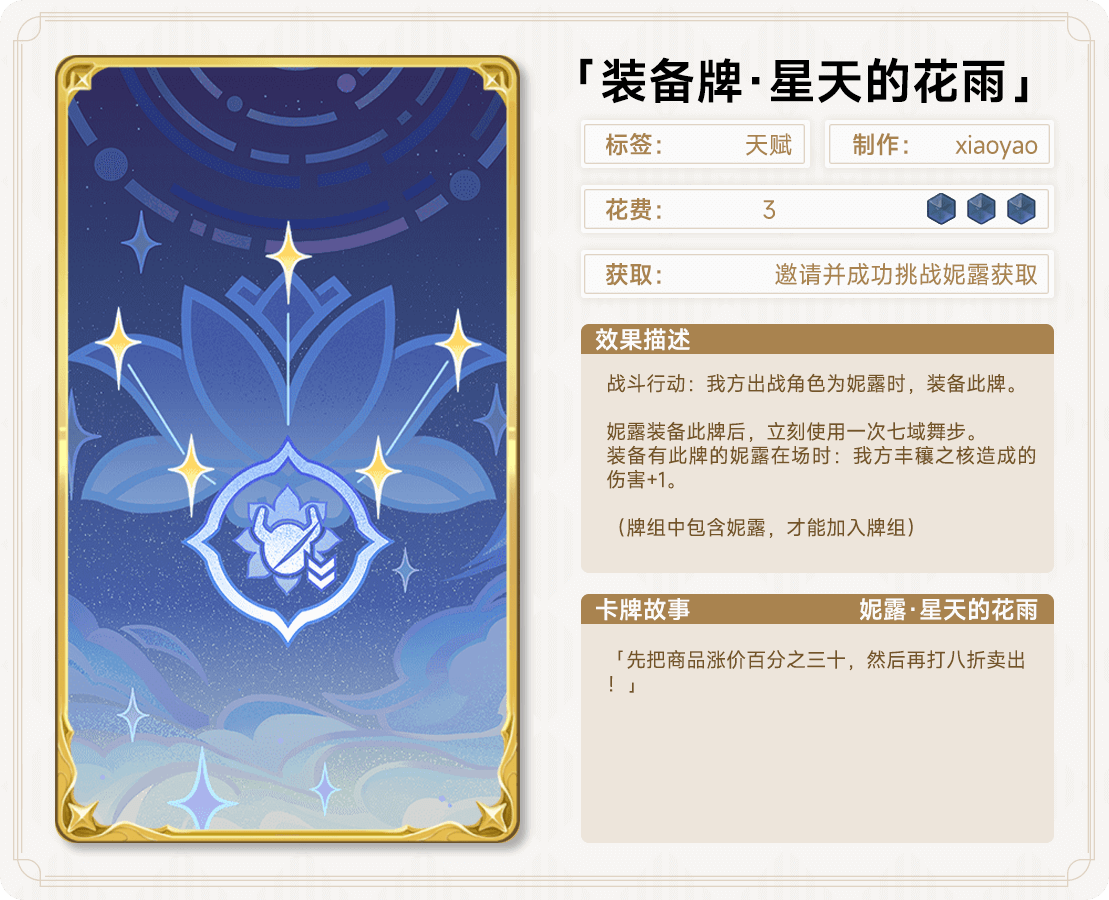 「装备牌·星天的花雨」
标签： 天赋 制作： xiaoyao
花费： 3
获取： 邀请并成功挑战妮露获取
效果描述
战斗行动：我方出战角色为妮露时，装备此牌。
妮露装备此牌后，立刻使用一次七域舞步。
装备有此牌的妮露在场时：我方丰穰之核造成的
伤害+1。
（牌组中包含妮露，才能加入牌组）
卡牌故事 妮露·星天的花雨
「先把商品涨价百分之三十，然后再打八折卖出
！」